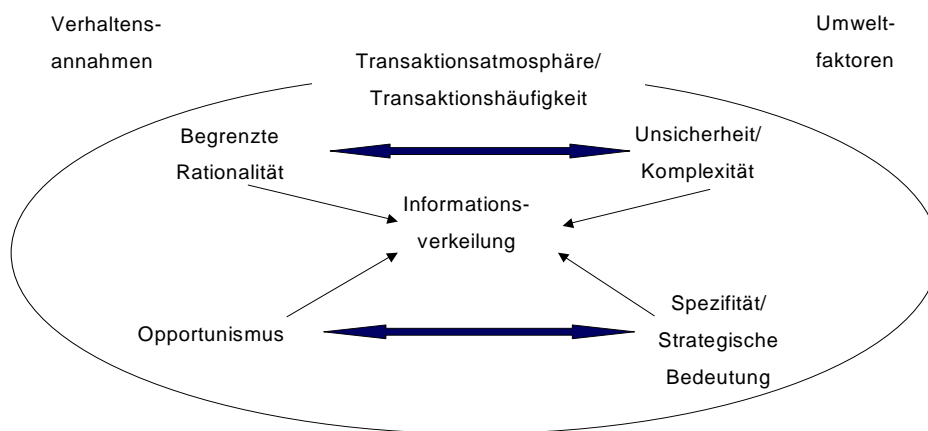 Verhaltens-
annahmen
Umwelt-
faktoren
Transaktionsatmosphäre/
Transaktionshäufigkeit
Begrenzte
Rationalität
Unsicherheit/
Komplexität
Informations-
verkeilung
Opportunismus
Spezifität/
Strategische
Bedeutung